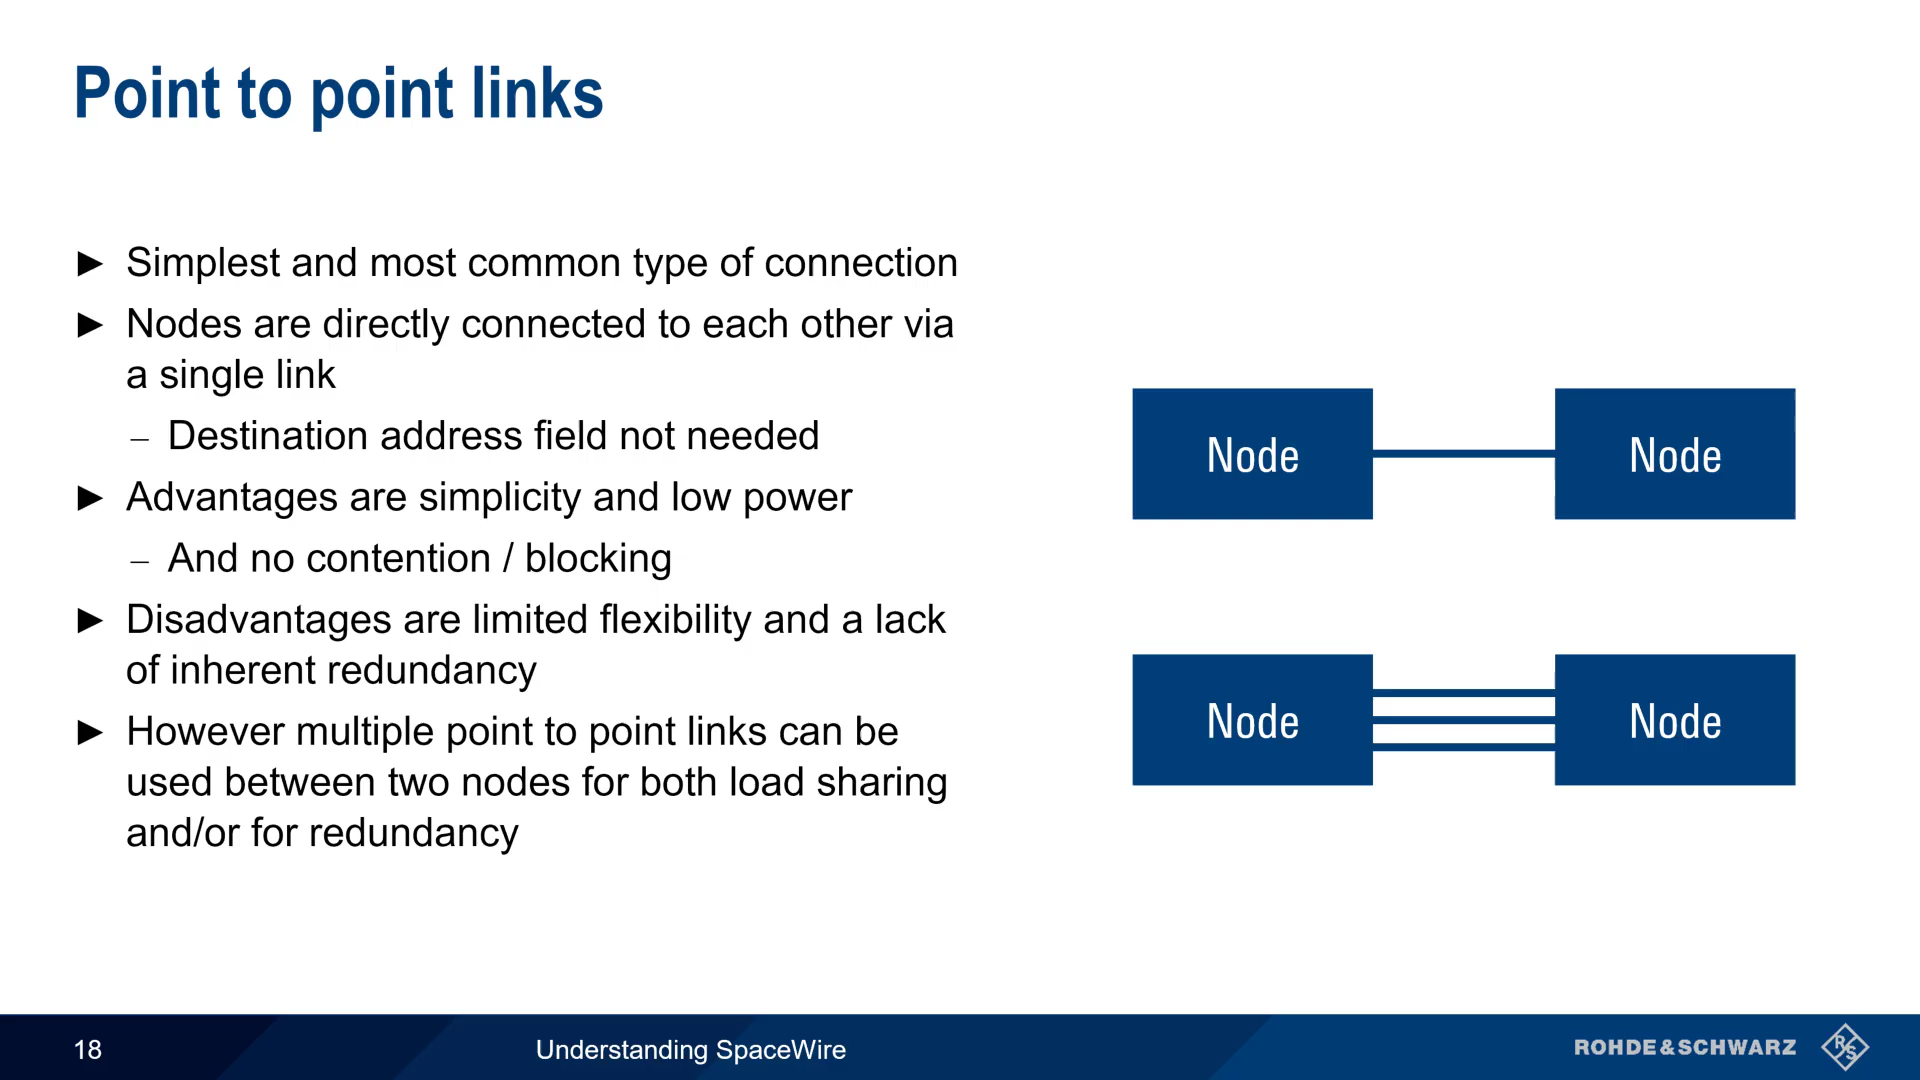 Point to point links
► Simplest and most common type of connection
► Nodes are directly connected to each other via
a single link
– Destination address field not needed
► Advantages are simplicity and low power
– And no contention / blocking
► Disadvantages are limited flexibility and a lack
of inherent redundancy
► However multiple point to point links can be
used between two nodes for both load sharing
and/or for redundancy
Node Node
Node Node
18 Understanding SpaceWire ROHDE&SCHWARZ R&S